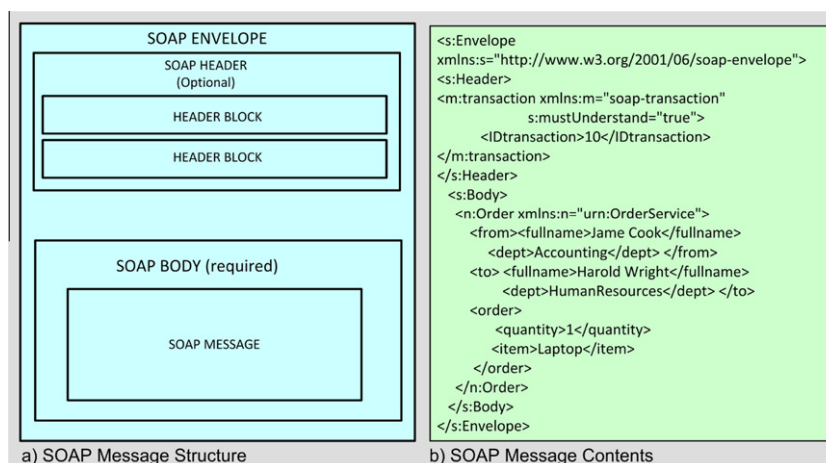 SOAP ENVELOPE
SOAP HEADER
(Optional)
HEADER BLOCK
HEADER BLOCK
SOAP BODY (required)
SOAP MESSAGE
a) SOAP Message Structure
<s:Envelope
xmlns:s="http://www.w3.org/2001/06/soap-envelope">
<s:Header>
<m:transaction xmlns:m="soap-transaction"
s:mustUnderstand="true">
<IDtransaction>10</IDtransaction>
</m:transaction>
</s:Header>
<s:Body>
<n:Order xmlns:n="urn:OrderService">
<from><fullname>Jame Cook</fullname>
<dept>Accounting</dept> </from>
<to> <fullname>Harold Wright</fullname>
<dept>HumanResources</dept> </to>
<order>
<quantity>1</quantity>
<item>Laptop</item>
</order>
</n:Order>
</s:Body>
</s:Envelope>
b) SOAP Message Contents